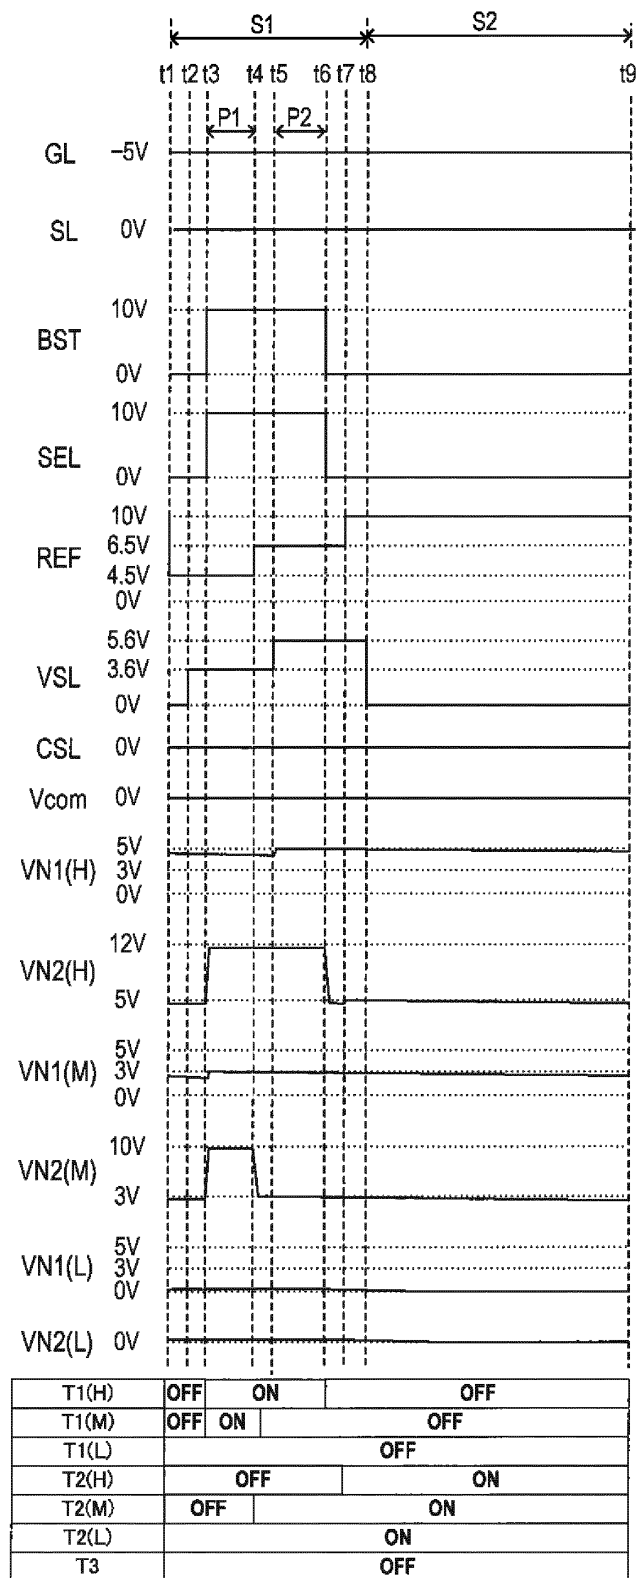 S1 S2
t1 t2 t3 t4 t5 t6 t7 t8 t9
P1 P2
GL −5V
SL 0V
10V
BST
0V
10V
SEL
0V
10V
REF 6.5V
4.5V
0V
5.6V
VSL 3.6V
0V
CSL 0V
Vcom 0V
5V
VN1(H) 3V
0V
12V
VN2(H)
5V
5V
VN1(M) 3V
0V
10V
VN2(M)
3V
5V
VN1(L) 3V
0V
VN2(L) 0V
T1(H) OFF ON OFF
T1(M) OFF ON OFF
T1(L) OFF
T2(H) OFF ON
T2(M) OFF ON
T2(L) ON
T3 OFF